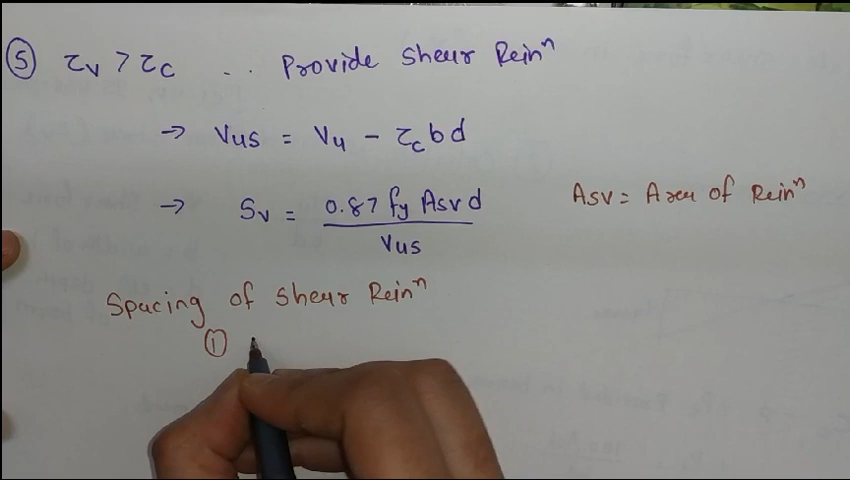 ⑤ τv > τc .. Provide Shear Reinⁿ
→ Vus = Vu - τc bd
→ Sv = 0.87 fy Asv d / Vus
Asv = Area of Reinⁿ
Spacing of Shear Reinⁿ
①